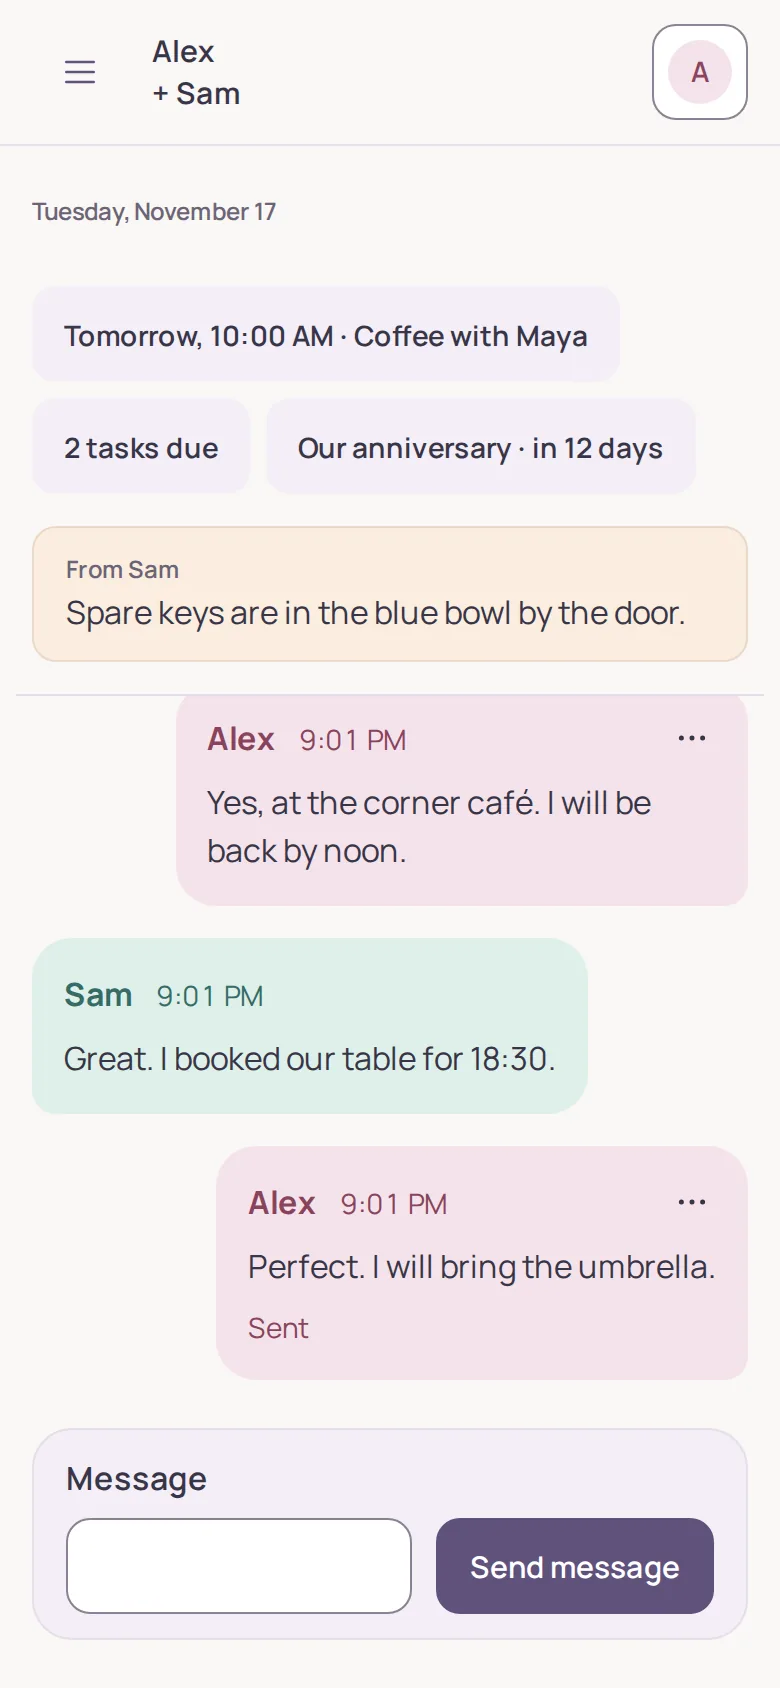 Alex
+ Sam
A
Tuesday, November 17
Tomorrow, 10:00 AM · Coffee with Maya
2 tasks due
Our anniversary · in 12 days
From Sam
Spare keys are in the blue bowl by the door.
Alex 9:01 PM
Yes, at the corner café. I will be
back by noon.
Sam 9:01 PM
Great. I booked our table for 18:30.
Alex 9:01 PM
Perfect. I will bring the umbrella.
Sent
Message
Send message